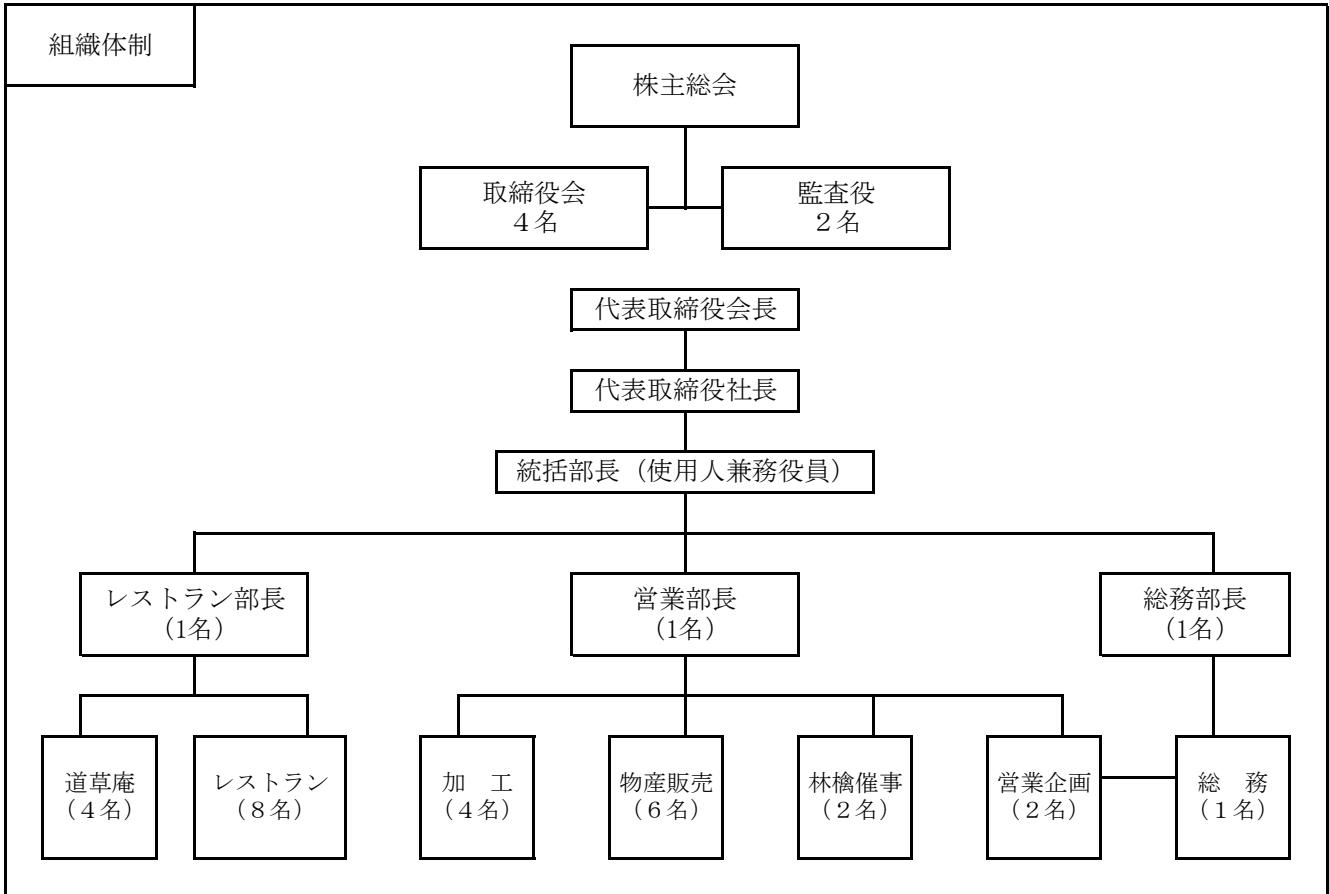 組織体制
株主総会
取締役会
４名
監査役
２名
代表取締役会長
代表取締役社長
統括部長（使用人兼務役員）
レストラン部長
（1名）
営業部長
（1名）
総務部長
（1名）
道草庵
（４名）
レストラン
（８名）
加　工
（４名）
物産販売
（６名）
林檎催事
（２名）
営業企画
（２名）
総　務
（１名）